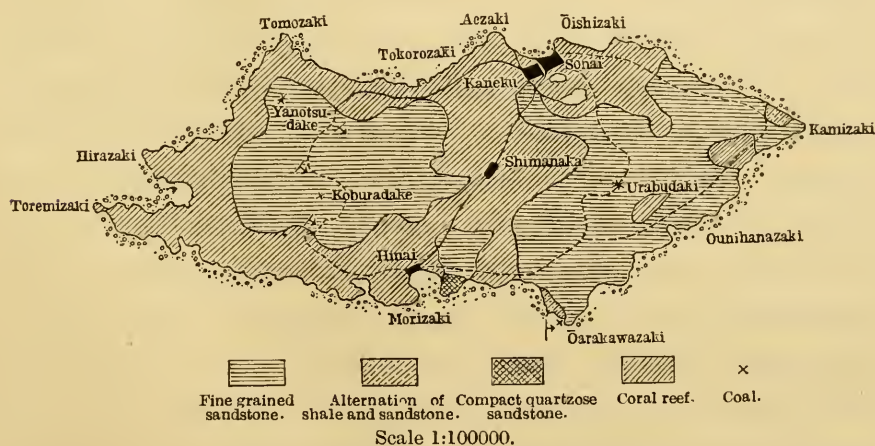 Tomozaki
Aczaki
Ōishizaki
Tokorozaki
Sonai
Kaneku
Yanotsu-
dake
Kamizaki
Hirazaki
Shimanaka
Koburadake
Urabudaki
Toremizaki
Ounihanazaki
Hinai
Morizaki
Ōarakawazaki
Fine grained
sandstone.
Alternation of
shale and sandstone.
Compact quartzose
sandstone.
Coral reef.
Coal.
Scale 1:100000.